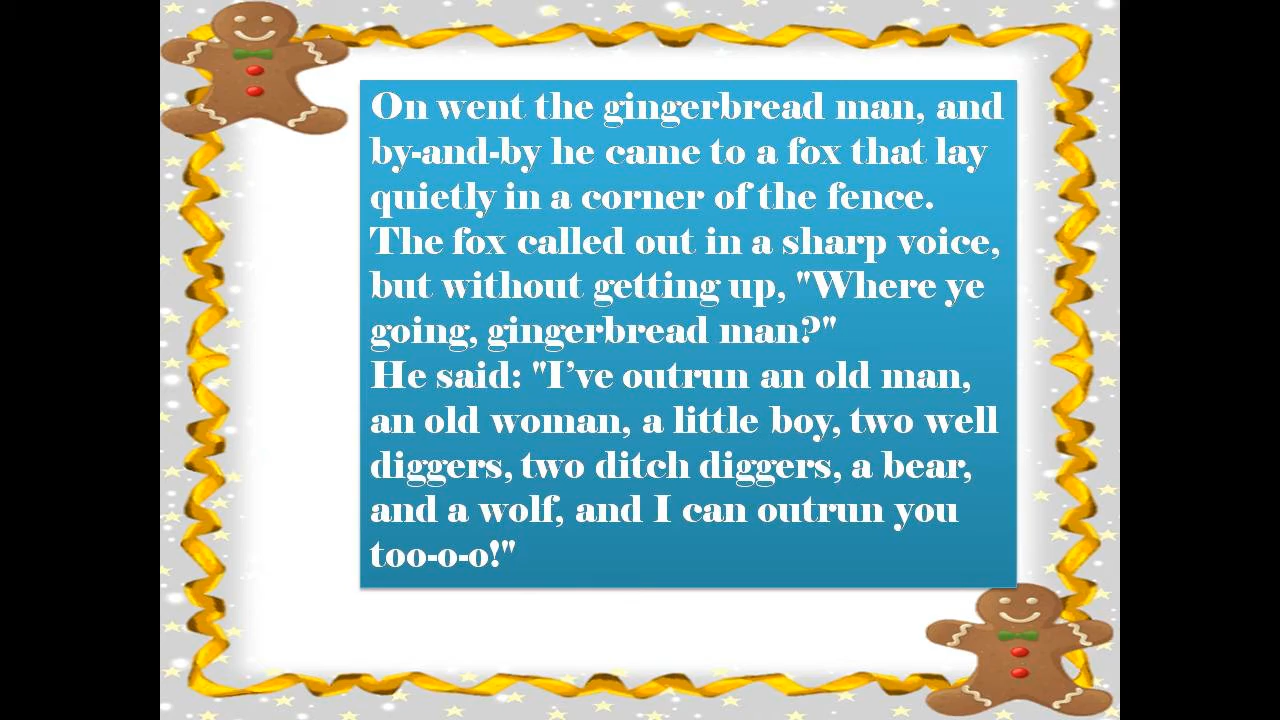 On went the gingerbread man, and
by-and-by he came to a fox that lay
quietly in a corner of the fence.
The fox called out in a sharp voice,
but without getting up, "Where ye
going, gingerbread man?"
He said: "I’ve outrun an old man,
an old woman, a little boy, two well
diggers, two ditch diggers, a bear,
and a wolf, and I can outrun you
too-o-o!"